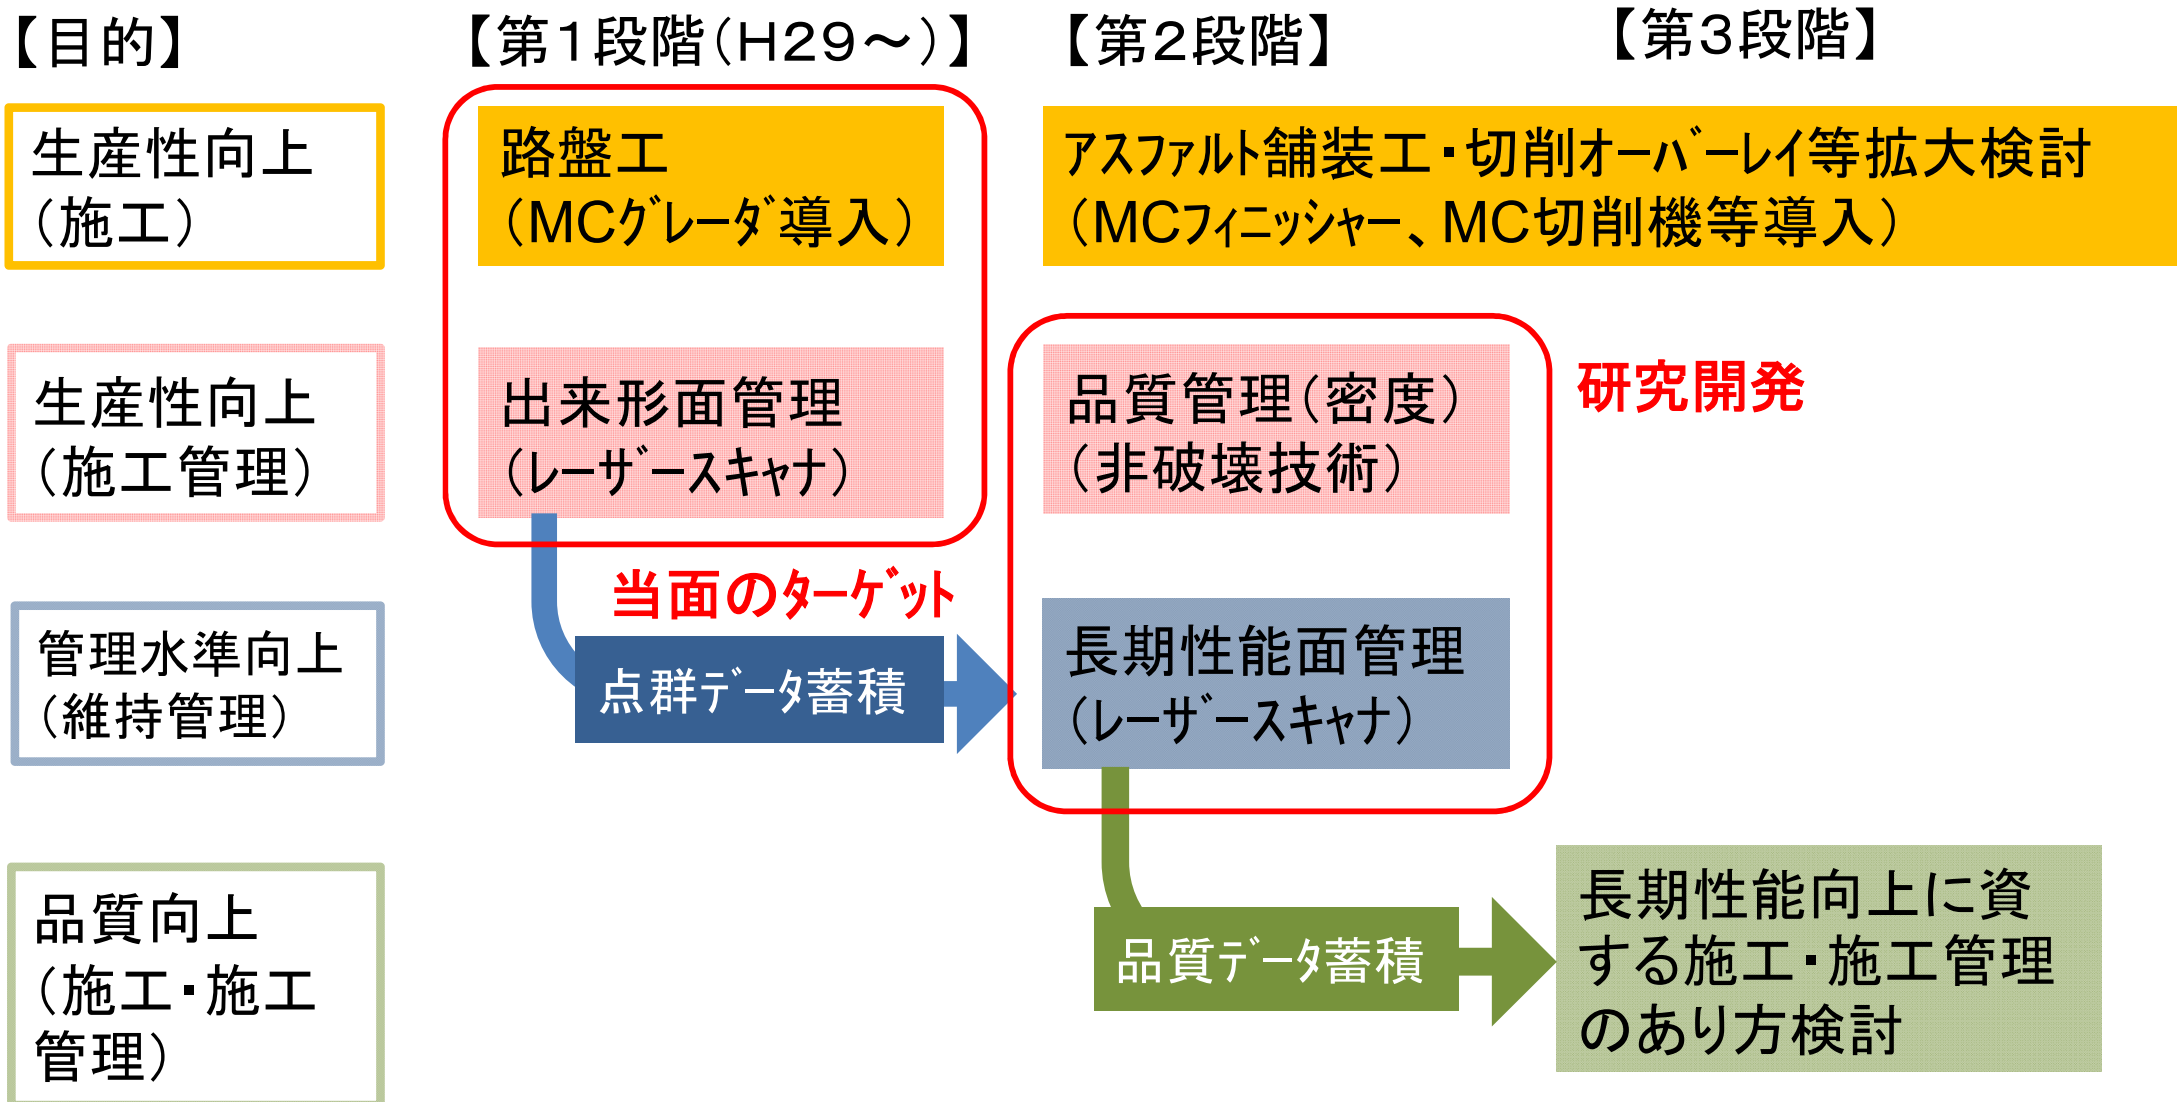 【目的】
【第1段階(H29～)】
【第2段階】
【第3段階】
生産性向上
(施工)
路盤工
(MCｸﾞﾚｰﾀﾞ導入)
ｱｽﾌｧﾙﾄ舗装工・切削ｵｰﾊﾞｰﾚｲ等拡大検討
(MCﾌｨﾆｯｼｬｰ、MC切削機等導入)
生産性向上
(施工管理)
出来形面管理
(ﾚｰｻﾞｰｽｷｬﾅ)
品質管理(密度)
(非破壊技術)
研究開発
当面のﾀｰｹﾞｯﾄ
管理水準向上
(維持管理)
点群ﾃﾞｰﾀ蓄積
長期性能面管理
(ﾚｰｻﾞｰｽｷｬﾅ)
品質向上
(施工・施工
管理)
品質ﾃﾞｰﾀ蓄積
長期性能向上に資
する施工・施工管理
のあり方検討